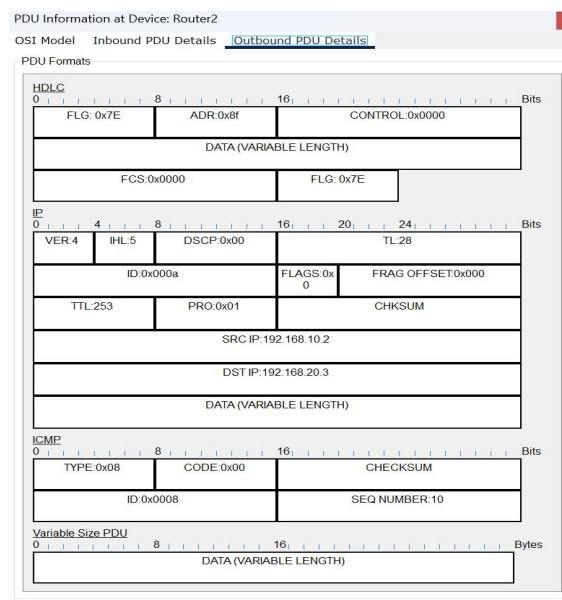 PDU Information at Device: Router2
OSI Model Inbound PDU Details Outbound PDU Details
PDU Formats
HDLC
0 8 16 Bits
FLG: 0x7E ADR:0x8f CONTROL:0x0000
DATA (VARIABLE LENGTH)
FCS:0x0000 FLG: 0x7E
IP
0 4 8 16 20 24 Bits
VER:4 IHL:5 DSCP:0x00 TL:28
ID:0x000a FLAGS:0x0 FRAG OFFSET:0x000
TTL:253 PRO:0x01 CHKSUM
SRC IP:192.168.10.2
DST IP:192.168.20.3
DATA (VARIABLE LENGTH)
ICMP
0 8 16 Bits
TYPE:0x08 CODE:0x00 CHECKSUM
ID:0x0008 SEQ NUMBER:10
Variable Size PDU
0 8 16 Bytes
DATA (VARIABLE LENGTH)